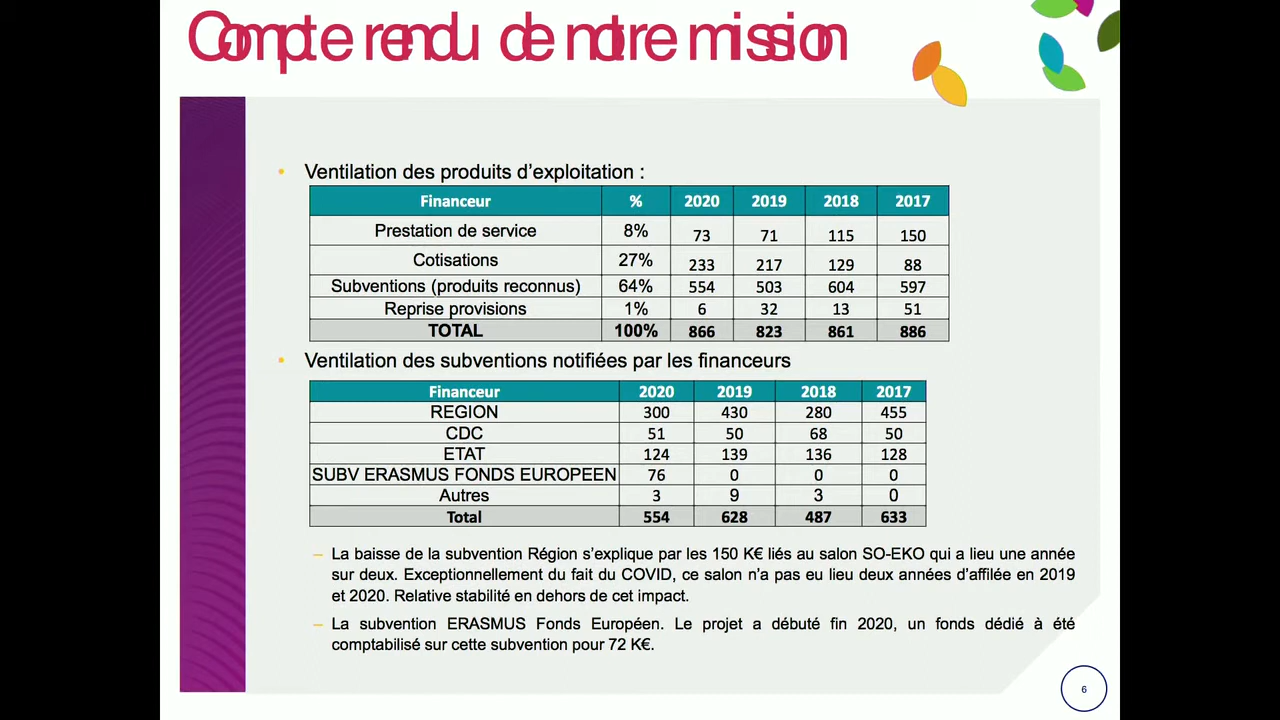 Compte rendu de notre mission
• Ventilation des produits d'exploitation :
Financeur % 2020 2019 2018 2017
Prestation de service 8% 73 71 115 150
Cotisations 27% 233 217 129 88
Subventions (produits reconnus) 64% 554 503 604 597
Reprise provisions 1% 6 32 13 51
TOTAL 100% 866 823 861 886
• Ventilation des subventions notifiées par les financeurs
Financeur 2020 2019 2018 2017
REGION 300 430 280 455
CDC 51 50 68 50
ETAT 124 139 136 128
SUBV ERASMUS FONDS EUROPEEN 76 0 0 0
Autres 3 9 3 0
Total 554 628 487 633
– La baisse de la subvention Région s'explique par les 150 K€ liés au salon SO-EKO qui a lieu une année
sur deux. Exceptionnellement du fait du COVID, ce salon n'a pas eu lieu deux années d'affilée en 2019
et 2020. Relative stabilité en dehors de cet impact.
– La subvention ERASMUS Fonds Européen. Le projet a débuté fin 2020, un fonds dédié à été
comptabilisé sur cette subvention pour 72 K€.
6